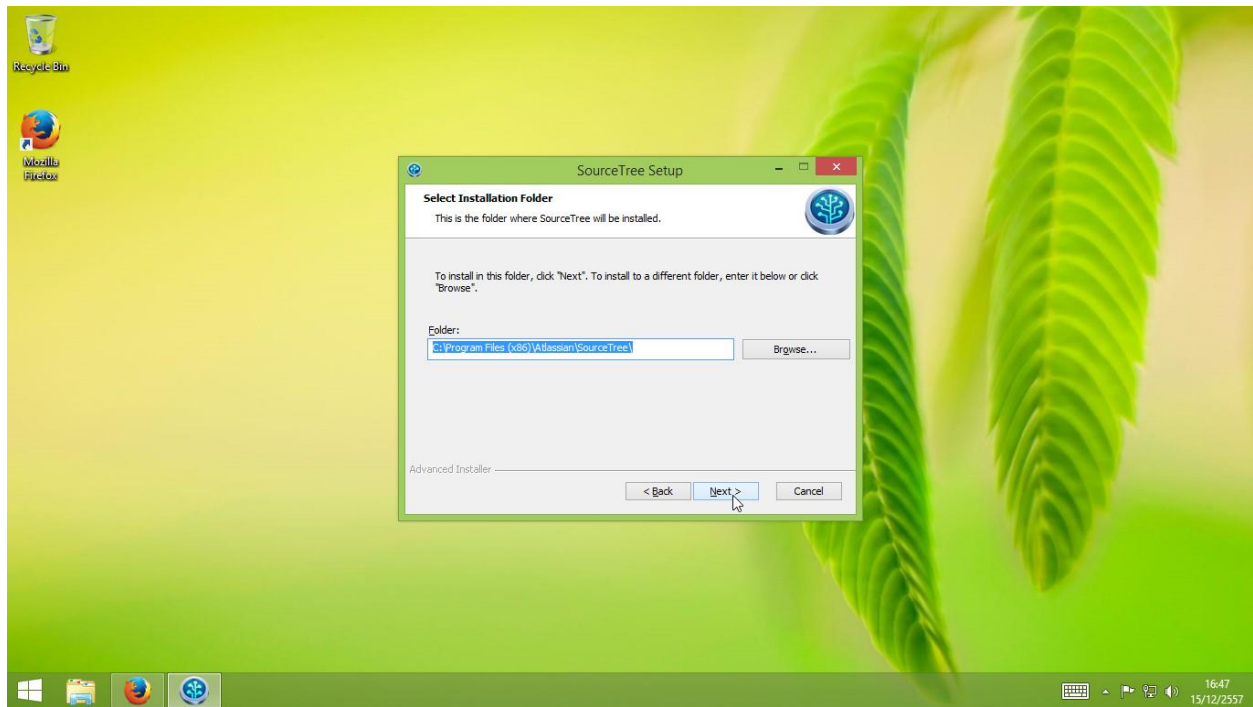 Recycle Bin
Mozilla
Firefox
SourceTree Setup
Select Installation Folder
This is the folder where SourceTree will be installed.
To install in this folder, click "Next". To install to a different folder, enter it below or click
"Browse".
Folder:
C:\Program Files (x86)\Atlassian\SourceTree\
Browse...
Advanced Installer
< Back
Next >
Cancel
16:47
15/12/2557